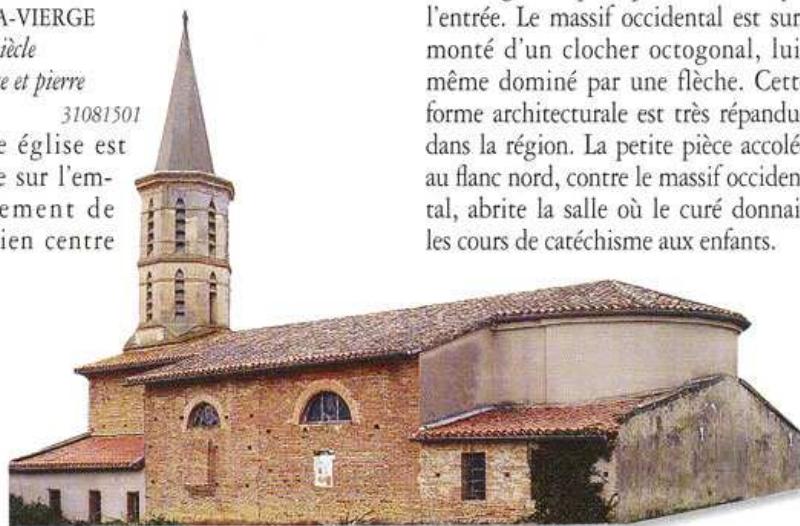 A-VIERGE
iècle
e et pierre
31081501
e église est
e sur l'em-
ement de
ien centre
l'entrée. Le massif occidental est sur
monté d'un clocher octogonal, lui
même dominé par une flèche. Cett
forme architecturale est très répandu
dans la région. La petite pièce accolé
au flanc nord, contre le massif occiden
tal, abrite la salle où le curé donnai
les cours de catéchisme aux enfants.